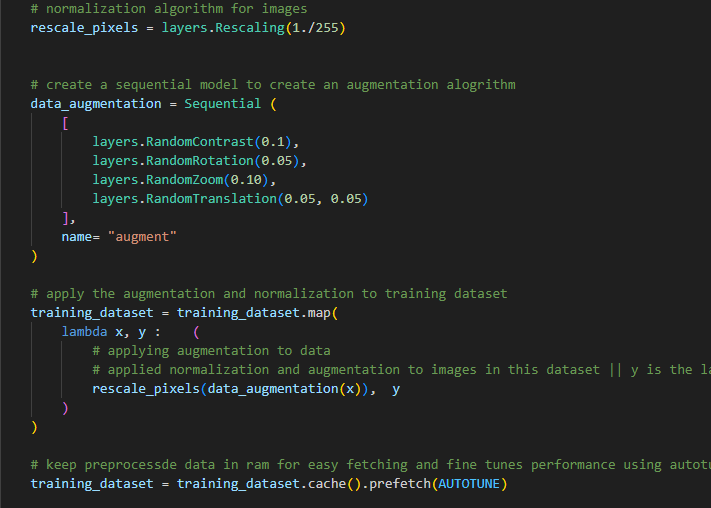 # normalization algorithm for images
rescale_pixels = layers.Rescaling(1./255)
# create a sequential model to create an augmentation alogrithm
data_augmentation = Sequential (
[
layers.RandomContrast(0.1),
layers.RandomRotation(0.05),
layers.RandomZoom(0.10),
layers.RandomTranslation(0.05, 0.05)
],
name= "augment"
)
# apply the augmentation and normalization to training dataset
training_dataset = training_dataset.map(
lambda x, y :    (
# applying augmentation to data
# applied normalization and augmentation to images in this dataset || y is the
rescale_pixels(data_augmentation(x)),  y
)
)
# keep preprocessde data in ram for easy fetching and fine tunes performance using
training_dataset = training_dataset.cache().prefetch(AUTOTUNE)